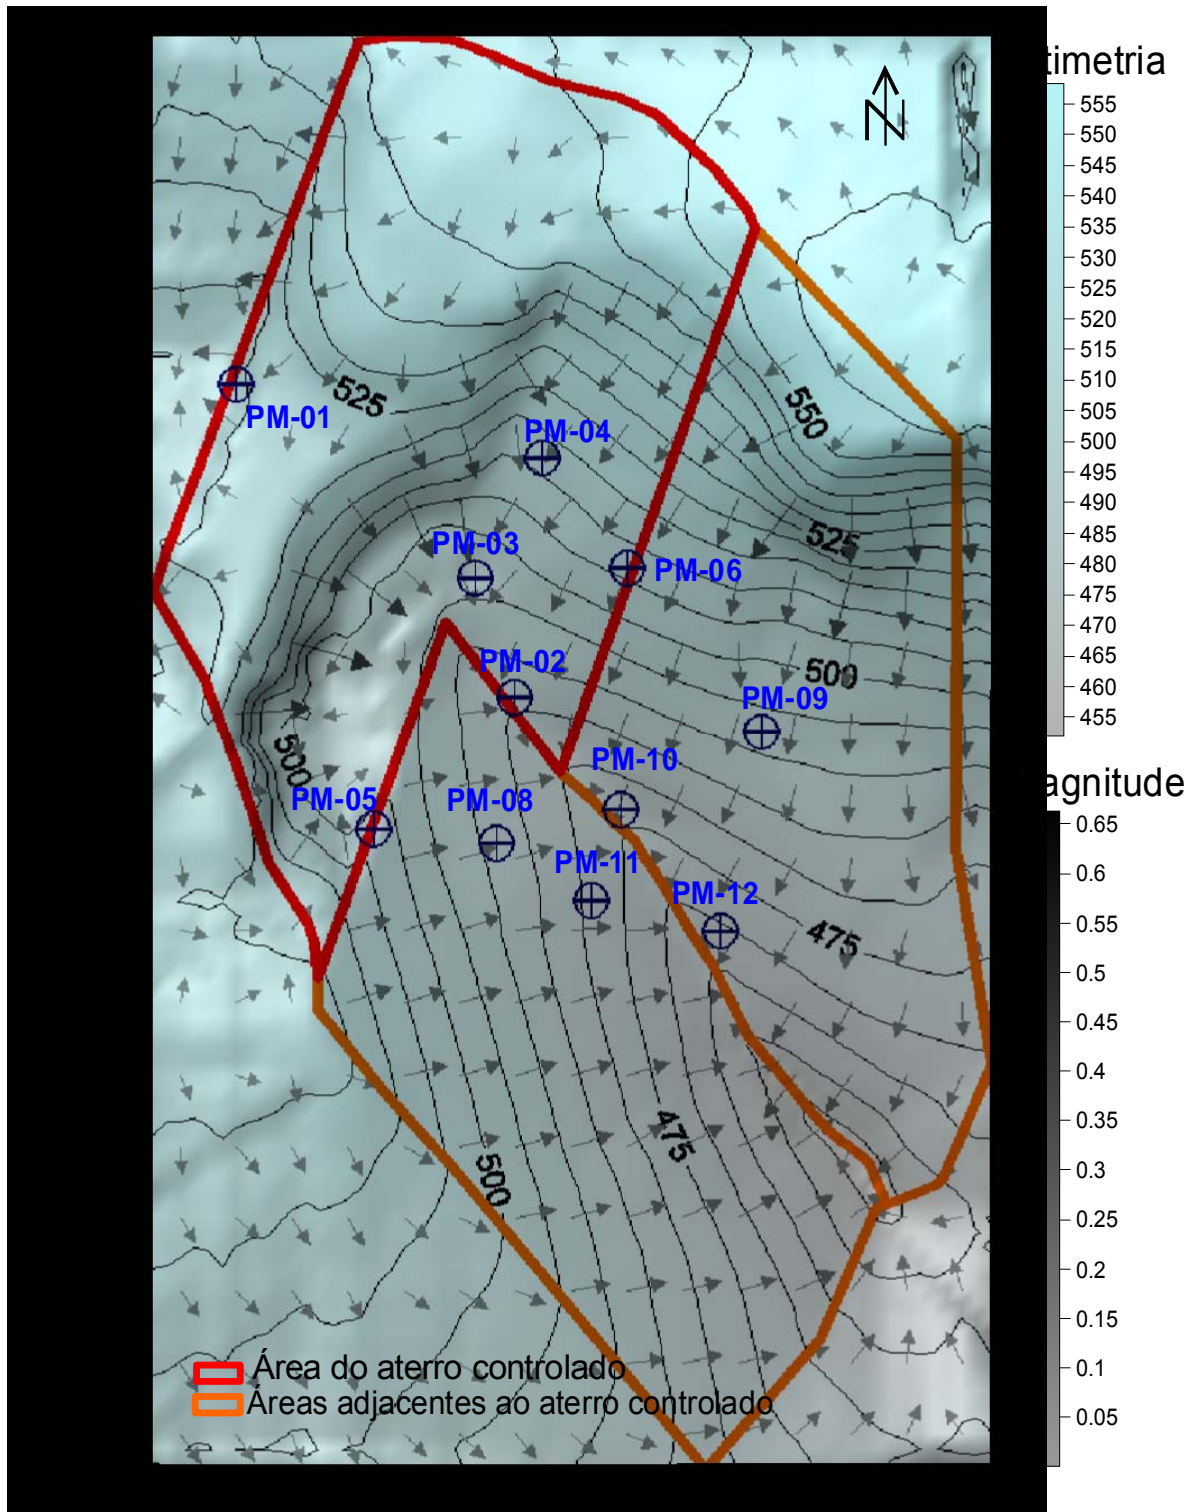 timetria
N
555
550
545
540
535
530
525
520
515
510
505
500
495
490
485
480
475
470
465
460
455
525
550
PM-01
PM-04
525
PM-03
PM-06
PM-02
500
PM-09
500
PM-10
PM-05
PM-08
PM-11
PM-12
475
475
500
agnitude
0.65
0.6
0.55
0.5
0.45
0.4
0.35
0.3
0.25
0.2
0.15
0.1
0.05
Área do aterro controlado
Áreas adjacentes ao aterro controlado